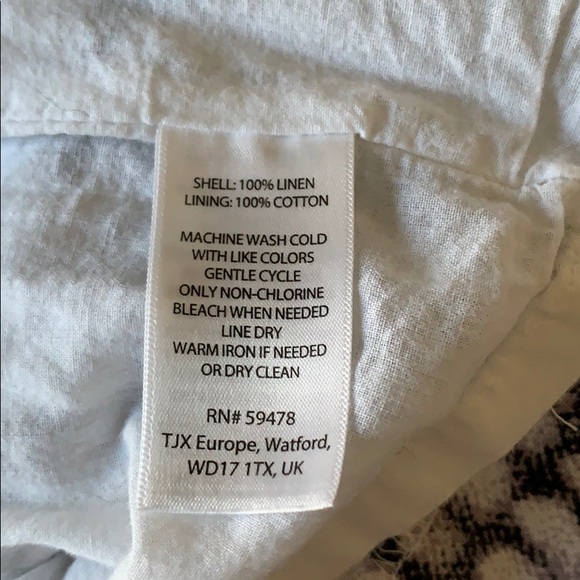 SHELL: 100% LINEN
LINING: 100% COTTON
MACHINE WASH COLD
WITH LIKE COLORS
GENTLE CYCLE
ONLY NON-CHLORINE
BLEACH WHEN NEEDED
LINE DRY
WARM IRON IF NEEDED
OR DRY CLEAN
RN# 59478
TJX Europe, Watford,
WD17 1TX, UK